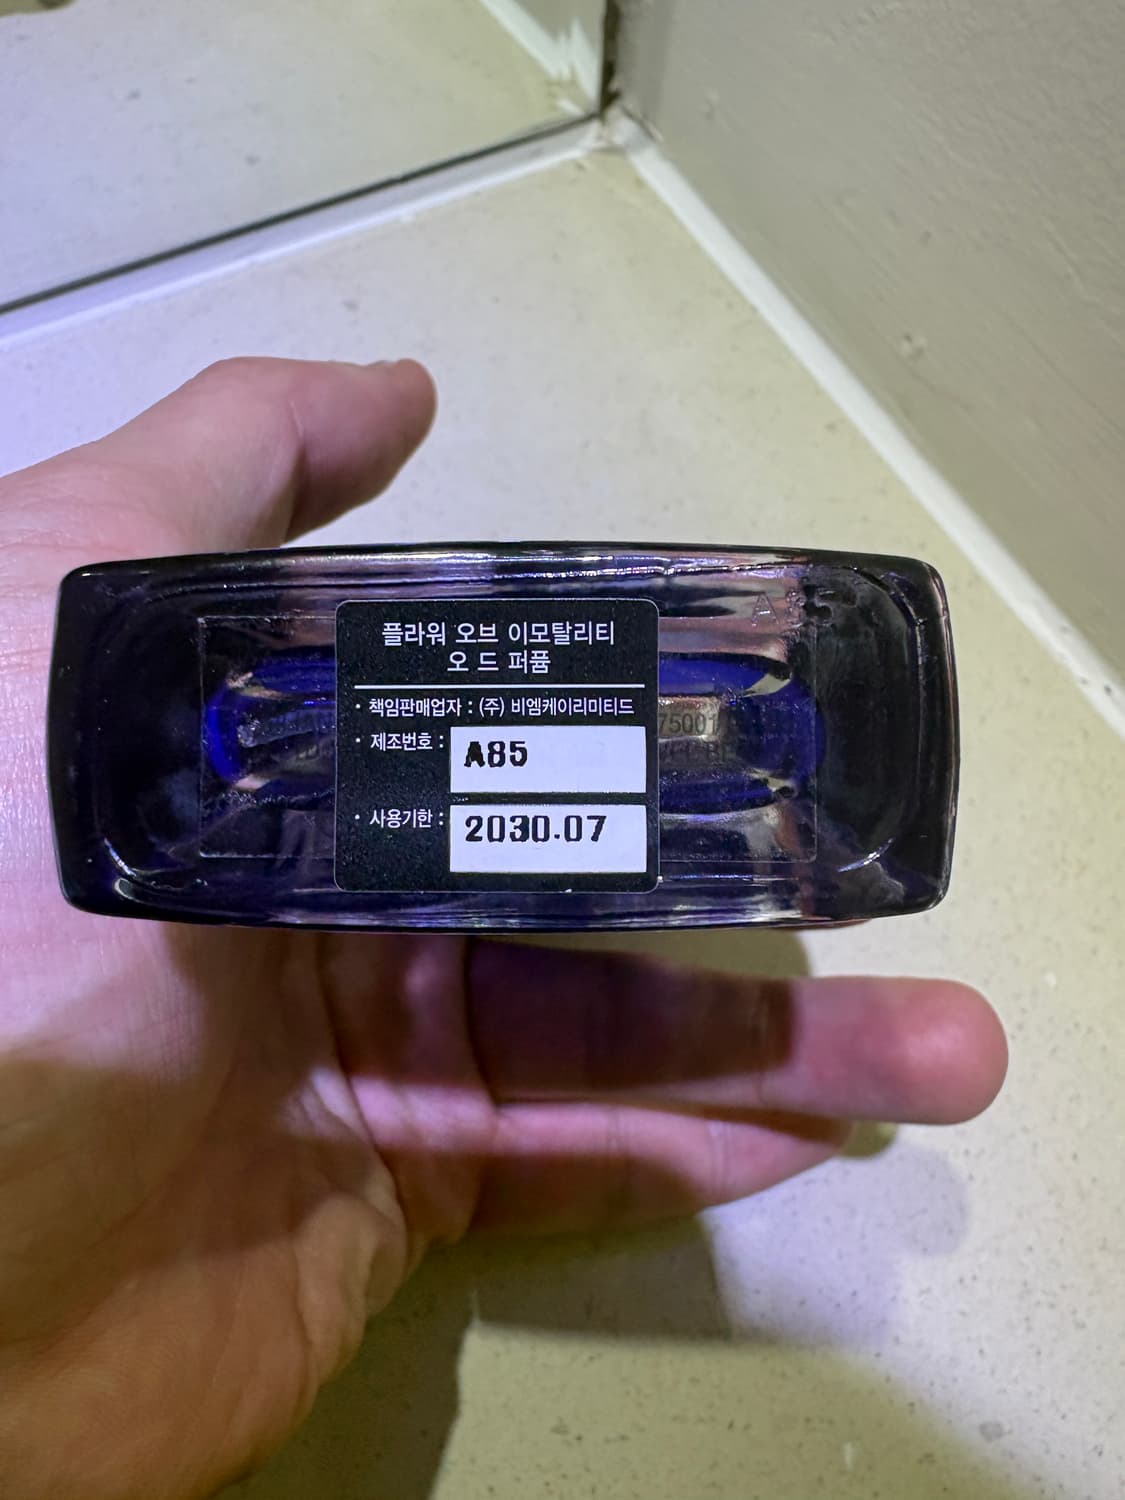 플라워 오브 이모탈리티
오 드 퍼퓸
· 책임판매업자 : (주) 비엠케이리미티드
· 제조번호 : A85
· 사용기한 : 2030.07
A85
75001